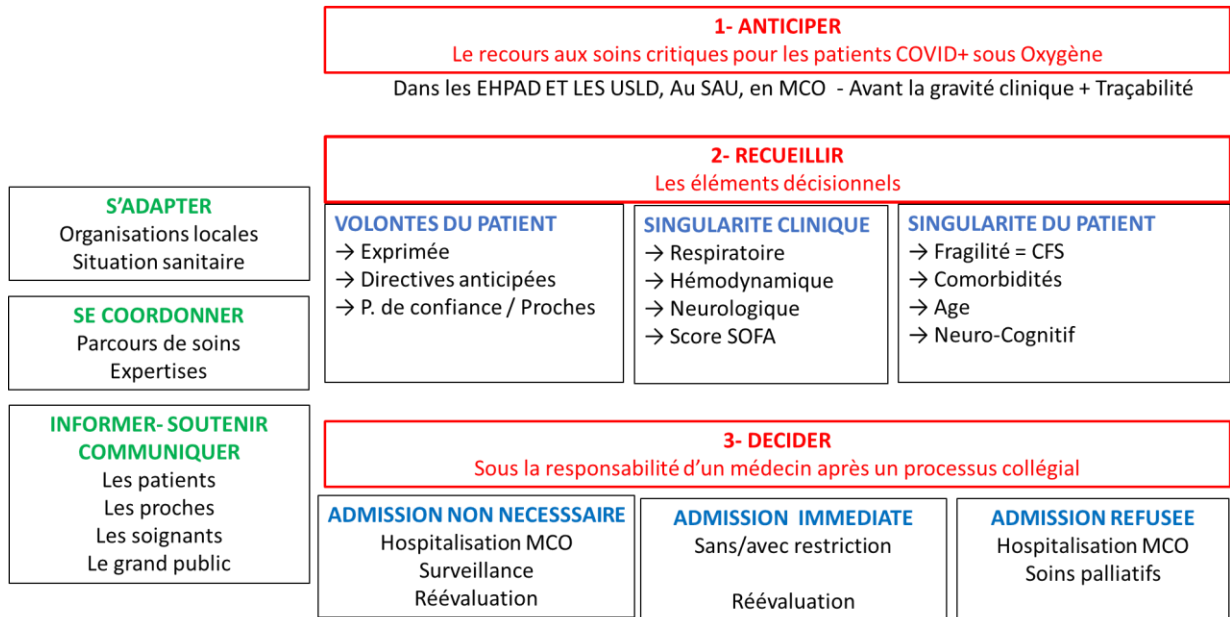 1- ANTICIPER
Le recours aux soins critiques pour les patients COVID+ sous Oxygène
Dans les EHPAD ET LES USLD, Au SAU, en MCO - Avant la gravité clinique + Traçabilité
2- RECUEILLIR
Les éléments décisionnels
S'ADAPTER
Organisations locales
Situation sanitaire
SE COORDONNER
Parcours de soins
Expertises
INFORMER- SOUTENIR
COMMUNIQUER
Les patients
Les proches
Les soignants
Le grand public
VOLONTES DU PATIENT
→ Exprimée
→ Directives anticipées
→ P. de confiance / Proches
SINGULARITE CLINIQUE
→ Respiratoire
→ Hémodynamique
→ Neurologique
→ Score SOFA
SINGULARITE DU PATIENT
→ Fragilité = CFS
→ Comorbidités
→ Age
→ Neuro-Cognitif
3- DECIDER
Sous la responsabilité d'un médecin après un processus collégial
ADMISSION NON NECESSSAIRE
Hospitalisation MCO
Surveillance
Réévaluation
ADMISSION IMMEDIATE
Sans/avec restriction
Réévaluation
ADMISSION REFUSEE
Hospitalisation MCO
Soins palliatifs